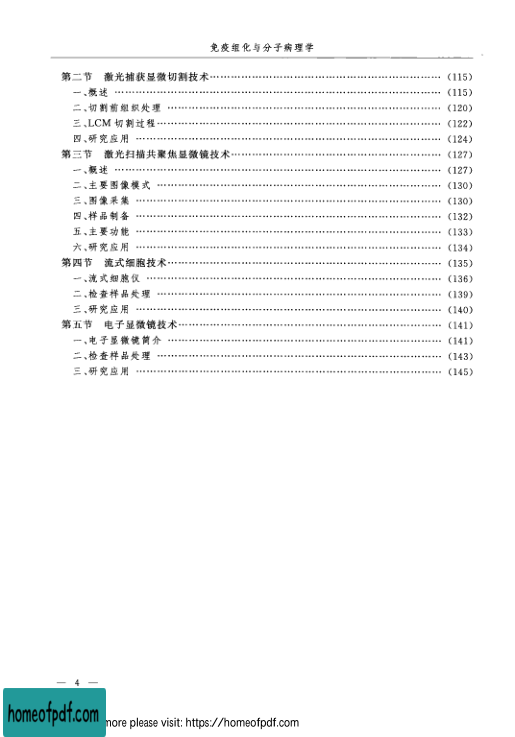 免疫组化与分子病理学
第二节 激光捕获显微切割技术……(115)
一、概述……(115)
二、切割前组织处理……(120)
三、LCM 切割过程……(122)
四、研究应用……(124)
第三节 激光扫描共聚焦显微镜技术……(127)
一、概述……(127)
二、主要图像模式……(130)
三、图像采集……(130)
四、样品制备……(132)
五、主要功能……(133)
六、研究应用……(134)
第四节 流式细胞技术……(135)
一、流式细胞仪……(136)
二、检查样品处理……(139)
三、研究应用……(140)
第五节 电子显微镜技术……(141)
一、电子显微镜简介……(141)
二、检查样品处理……(143)
三、研究应用……(145)
— 4 —
homeofpdf.com more please visit: https://homeofpdf.com